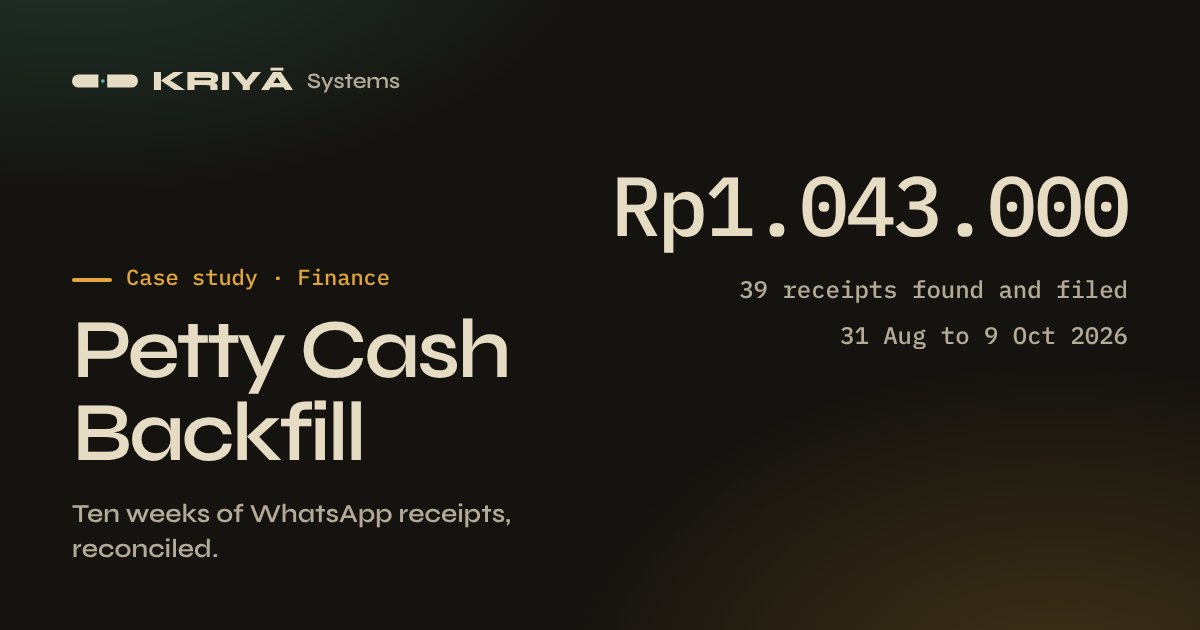 KRIYĀ Systems
Rp1.043.000
39 receipts found and filed
31 Aug to 9 Oct 2026
Case study · Finance
Petty Cash
Backfill
Ten weeks of WhatsApp receipts,
reconciled.